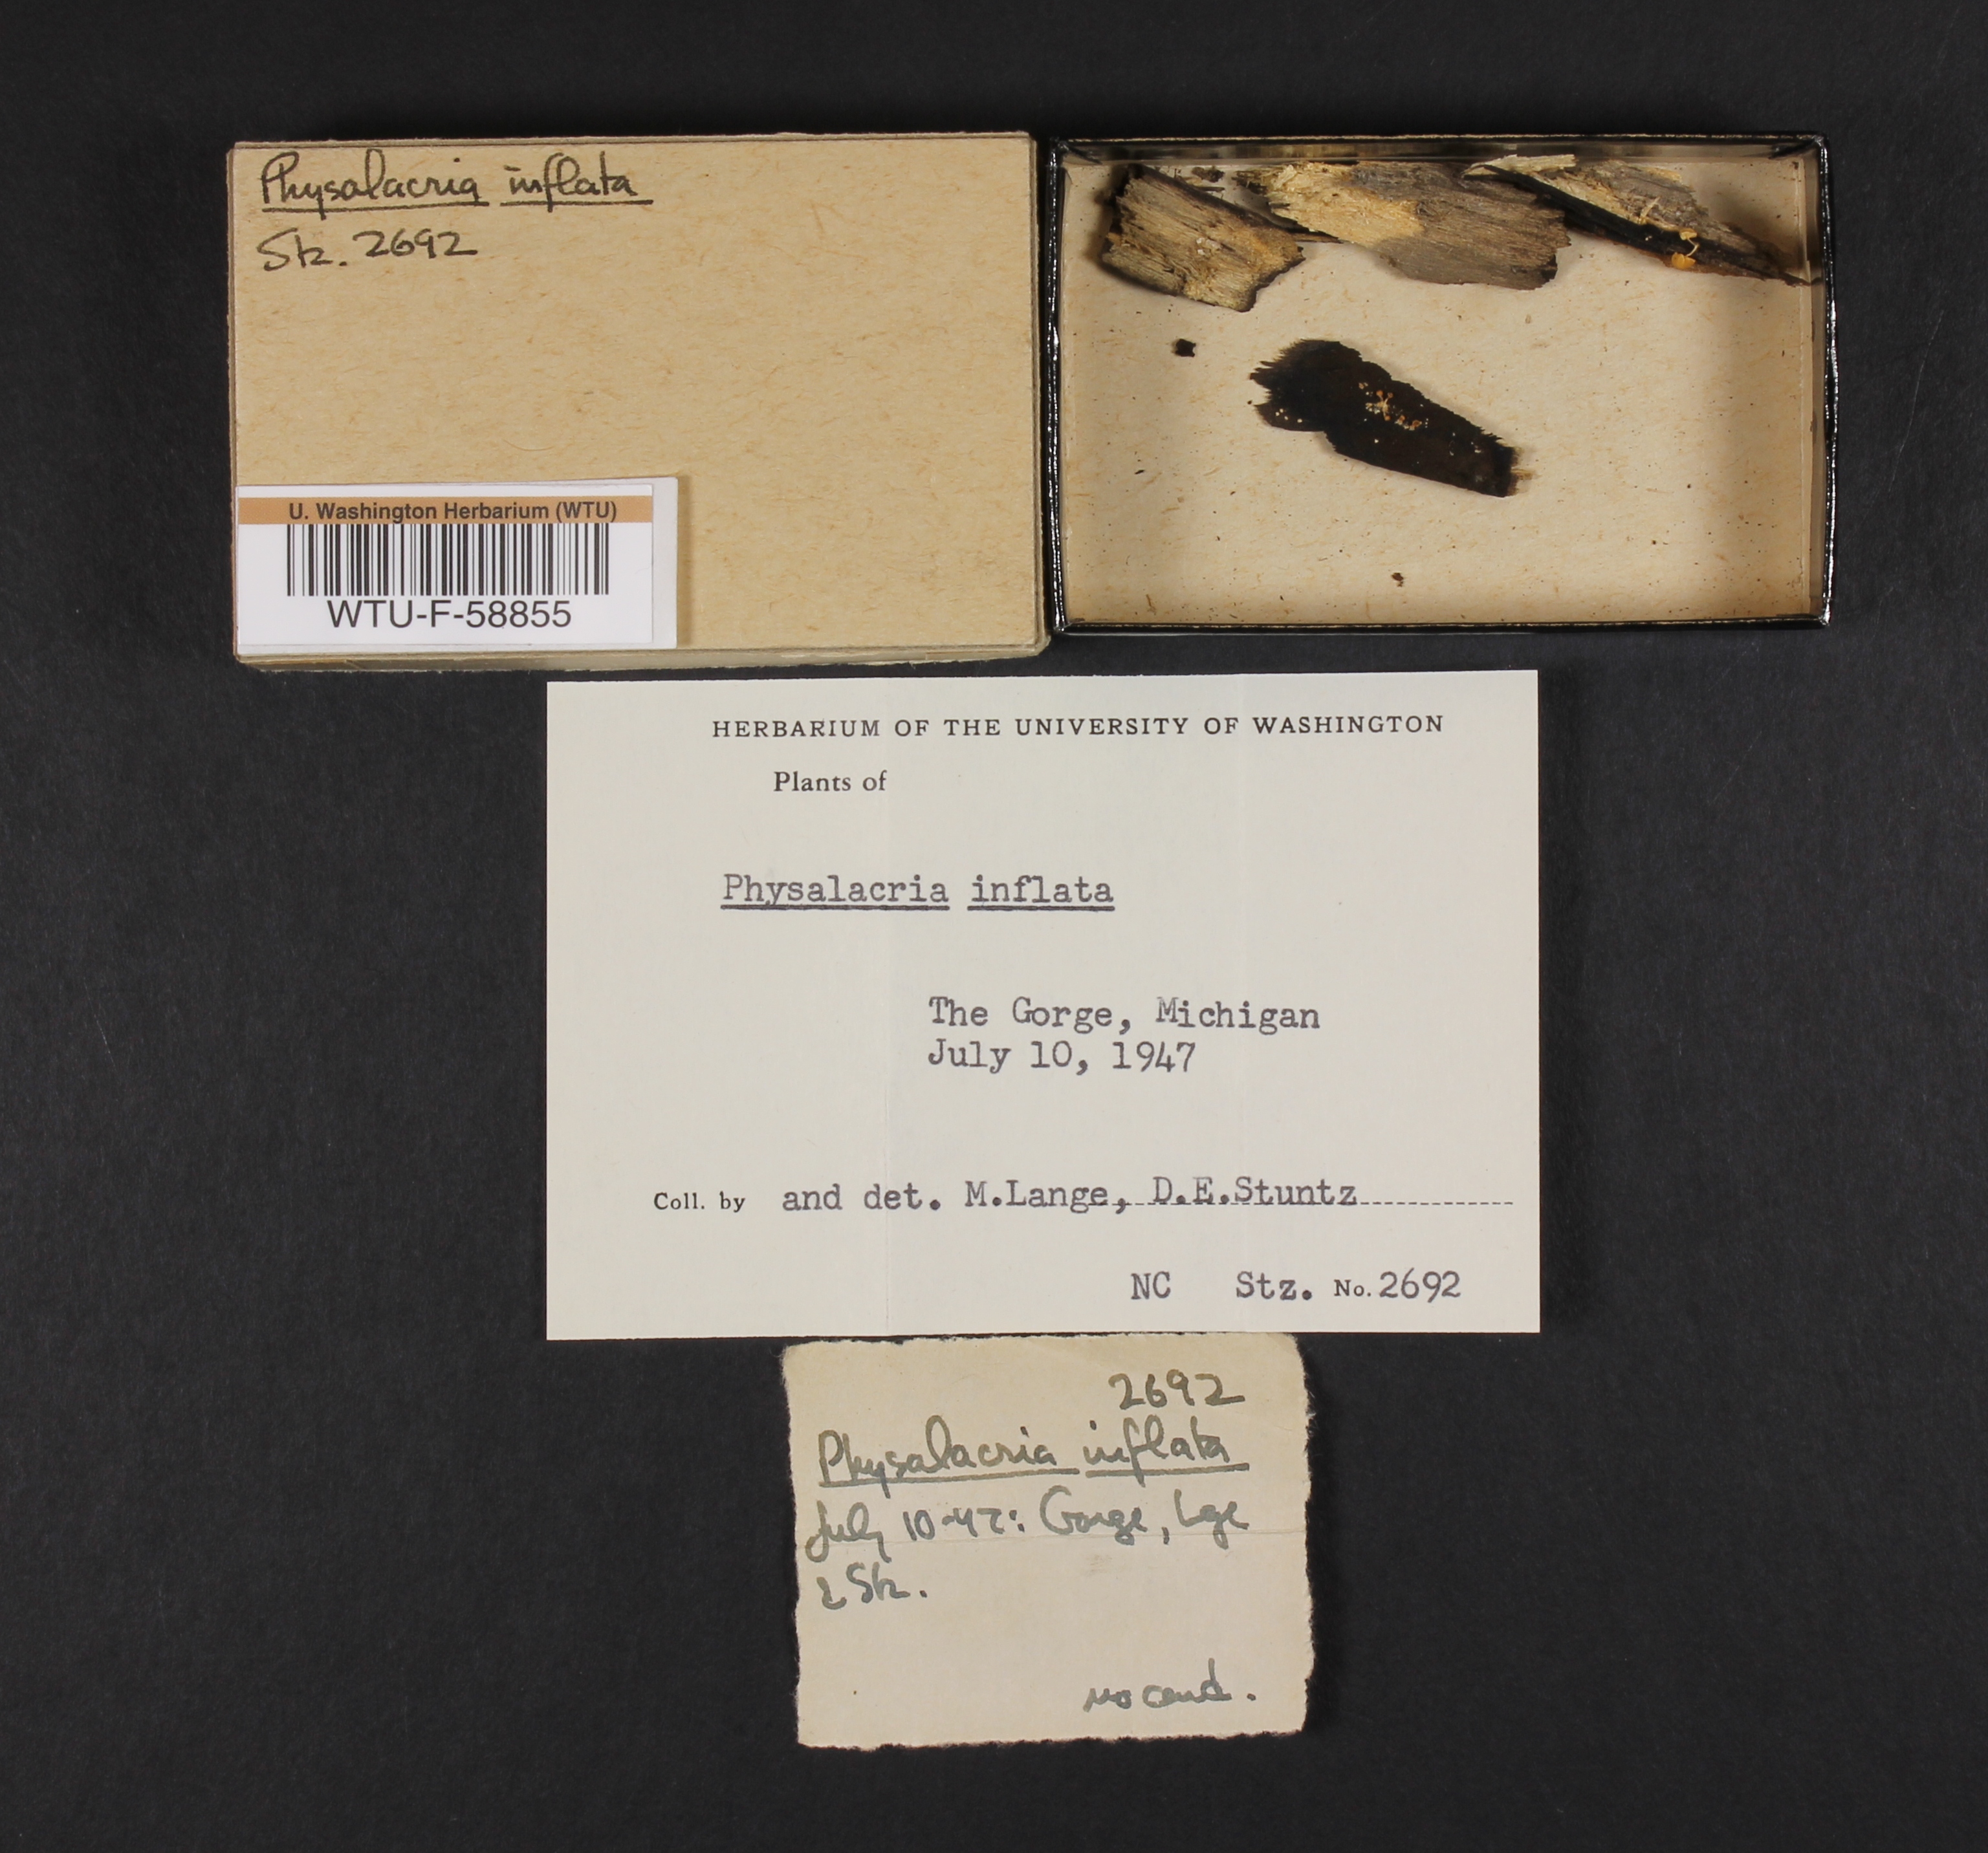 Physalacria inflata
Stz. 2692
U. Washington Herbarium (WTU)
WTU-F-58855
HERBARIUM OF THE UNIVERSITY OF WASHINGTON
Plants of
Physalacria inflata
The Gorge, Michigan
July 10, 1947
Coll. by and det. M.Lange, D.E.Stuntz
NC Stz. No. 2692
2692
Physalacria inflata
July 10-47: Gorge, Lge
& Stz.
no card.